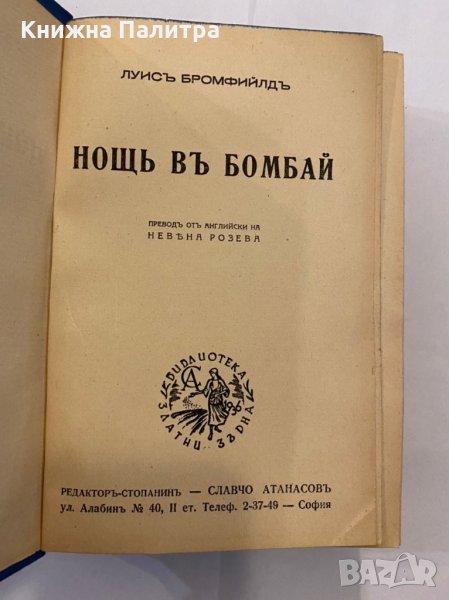 Книжна Палитра
ЛУИСЪ БРОМФИЙЛДЪ
НОЩЬ ВЪ БОМБАЙ
ПРЕВОДЪ ОТЪ АНГЛИЙСКИ НА
НЕВѢНА РОЗЕВА
БИБЛИОТЕКА
ЗЛАТНИ ЗЪРНА
РЕДАКТОРЪ-СТОПАНИНЪ — СЛАВЧО АТАНАСОВЪ
ул. Алабинъ № 40, II ет. Телеф. 2-37-49 — София
BAZAR